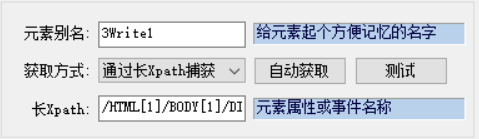 元素别名: 3Write1 给元素起个方便记忆的名字
获取方式: 通过长Xpath捕获 自动获取 测试
长Xpath: /HTML[1]/BODY[1]/DI 元素属性或事件名称